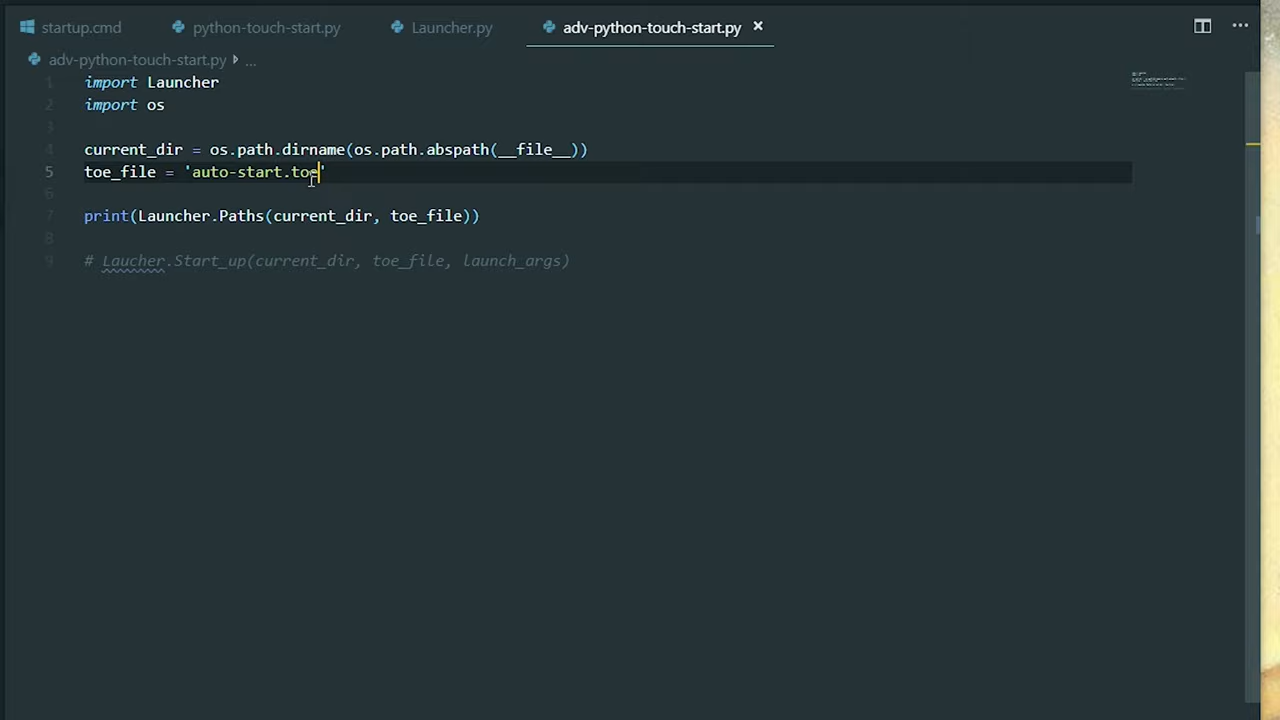 startup.cmd python-touch-start.py Launcher.py adv-python-touch-start.py
adv-python-touch-start.py ...
1 import Launcher
2 import os
3
4 current_dir = os.path.dirname(os.path.abspath(__file__))
5 toe_file = 'auto-start.toe'
6
7 print(Launcher.Paths(current_dir, toe_file))
8
9 # Laucher.Start_up(current_dir, toe_file, launch_args)